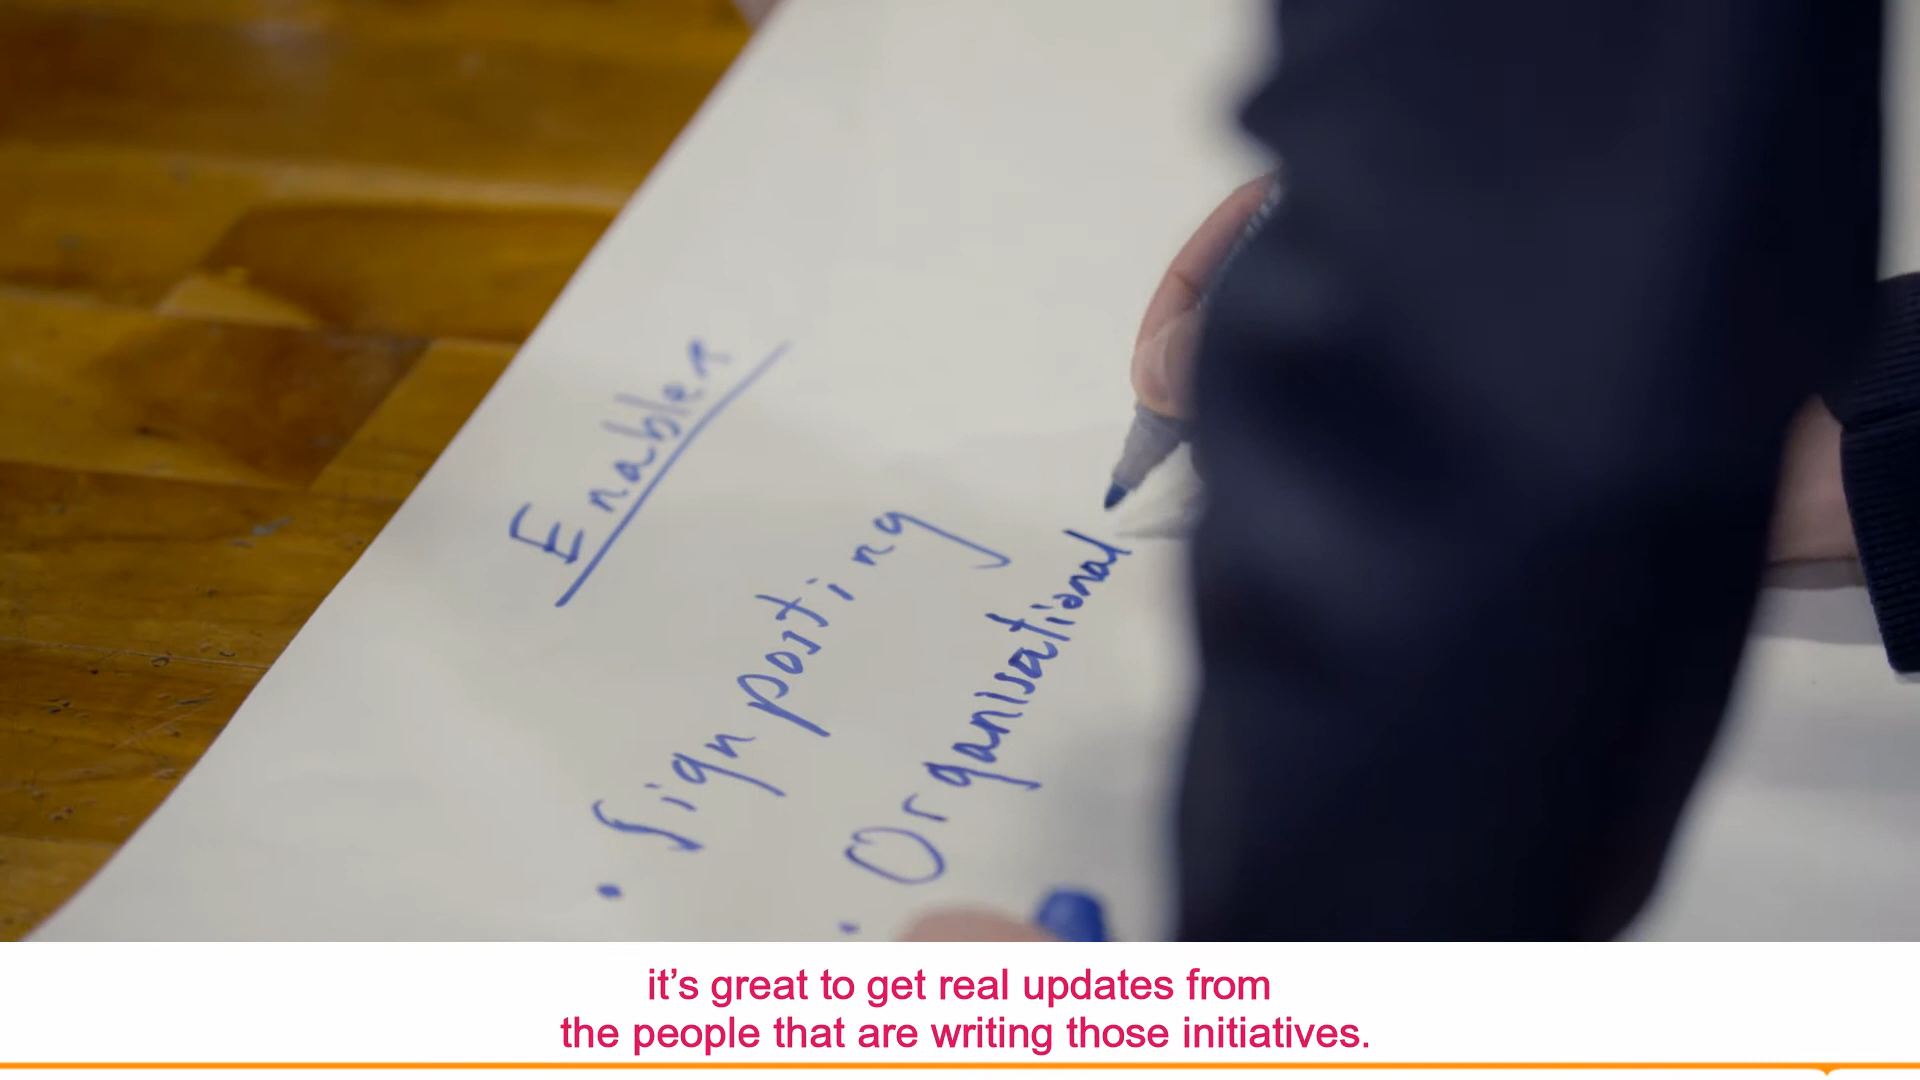 Enabler
• Signposting
• Organisational
it’s great to get real updates from
the people that are writing those initiatives.